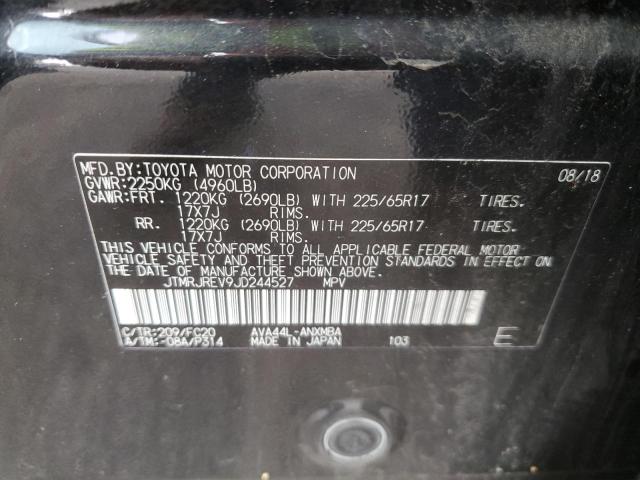 MFD.BY:TOYOTA MOTOR CORPORATION 08/18
GVWR:2250KG (4960LB)
GAWR:FRT. 1220KG (2690LB) WITH 225/65R17 TIRES.
17X7J RIMS.
RR. 1220KG (2690LB) WITH 225/65R17 TIRES.
17X7J RIMS.
THIS VEHICLE CONFORMS TO ALL APPLICABLE FEDERAL MOTOR
VEHICLE SAFETY AND THEFT PREVENTION STANDARDS IN EFFECT ON
THE DATE OF MANUFACTURE SHOWN ABOVE.
JTMRJREV9JD244527 MPV
C/TR:209/FC20 AVA44L-ANXMBA
A/TM:-08A/P314 MADE IN JAPAN 103 E